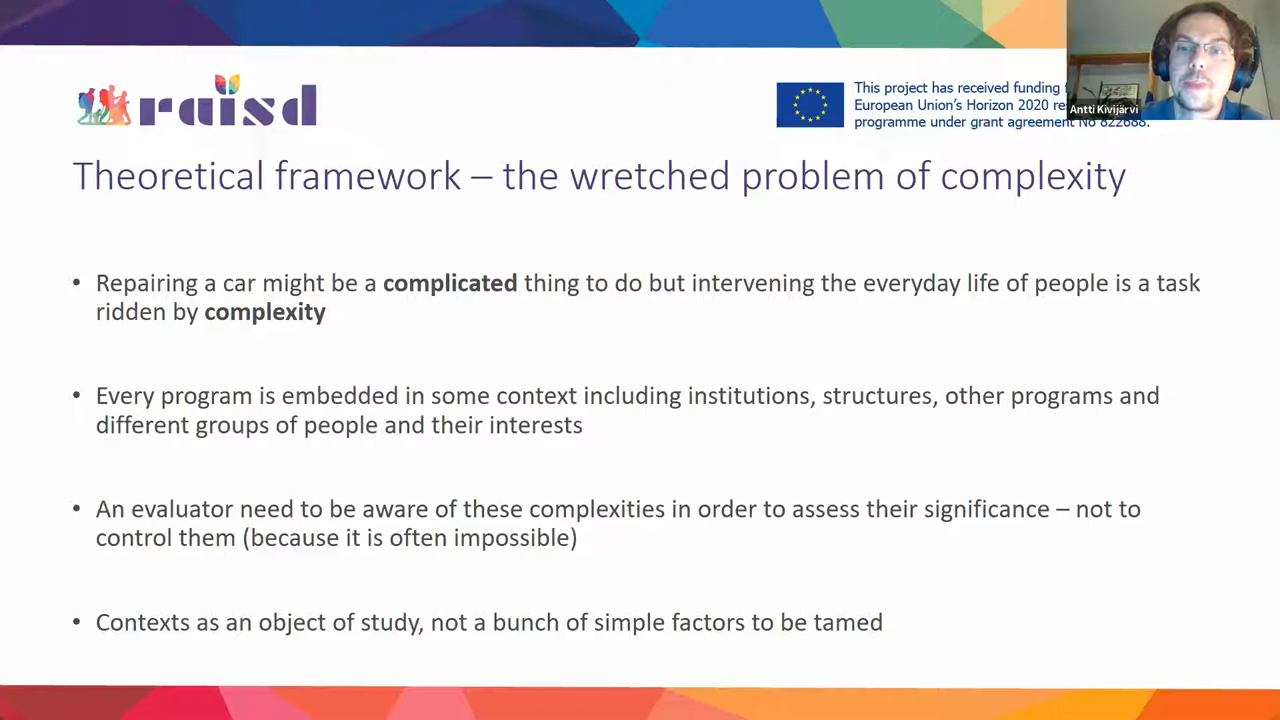 raisd
This project has received funding
European Union's Horizon 2020 re
programme under grant agreement No 822688.
Antti Kivijärvi
Theoretical framework – the wretched problem of complexity
• Repairing a car might be a complicated thing to do but intervening the everyday life of people is a task
ridden by complexity
• Every program is embedded in some context including institutions, structures, other programs and
different groups of people and their interests
• An evaluator need to be aware of these complexities in order to assess their significance – not to
control them (because it is often impossible)
• Contexts as an object of study, not a bunch of simple factors to be tamed